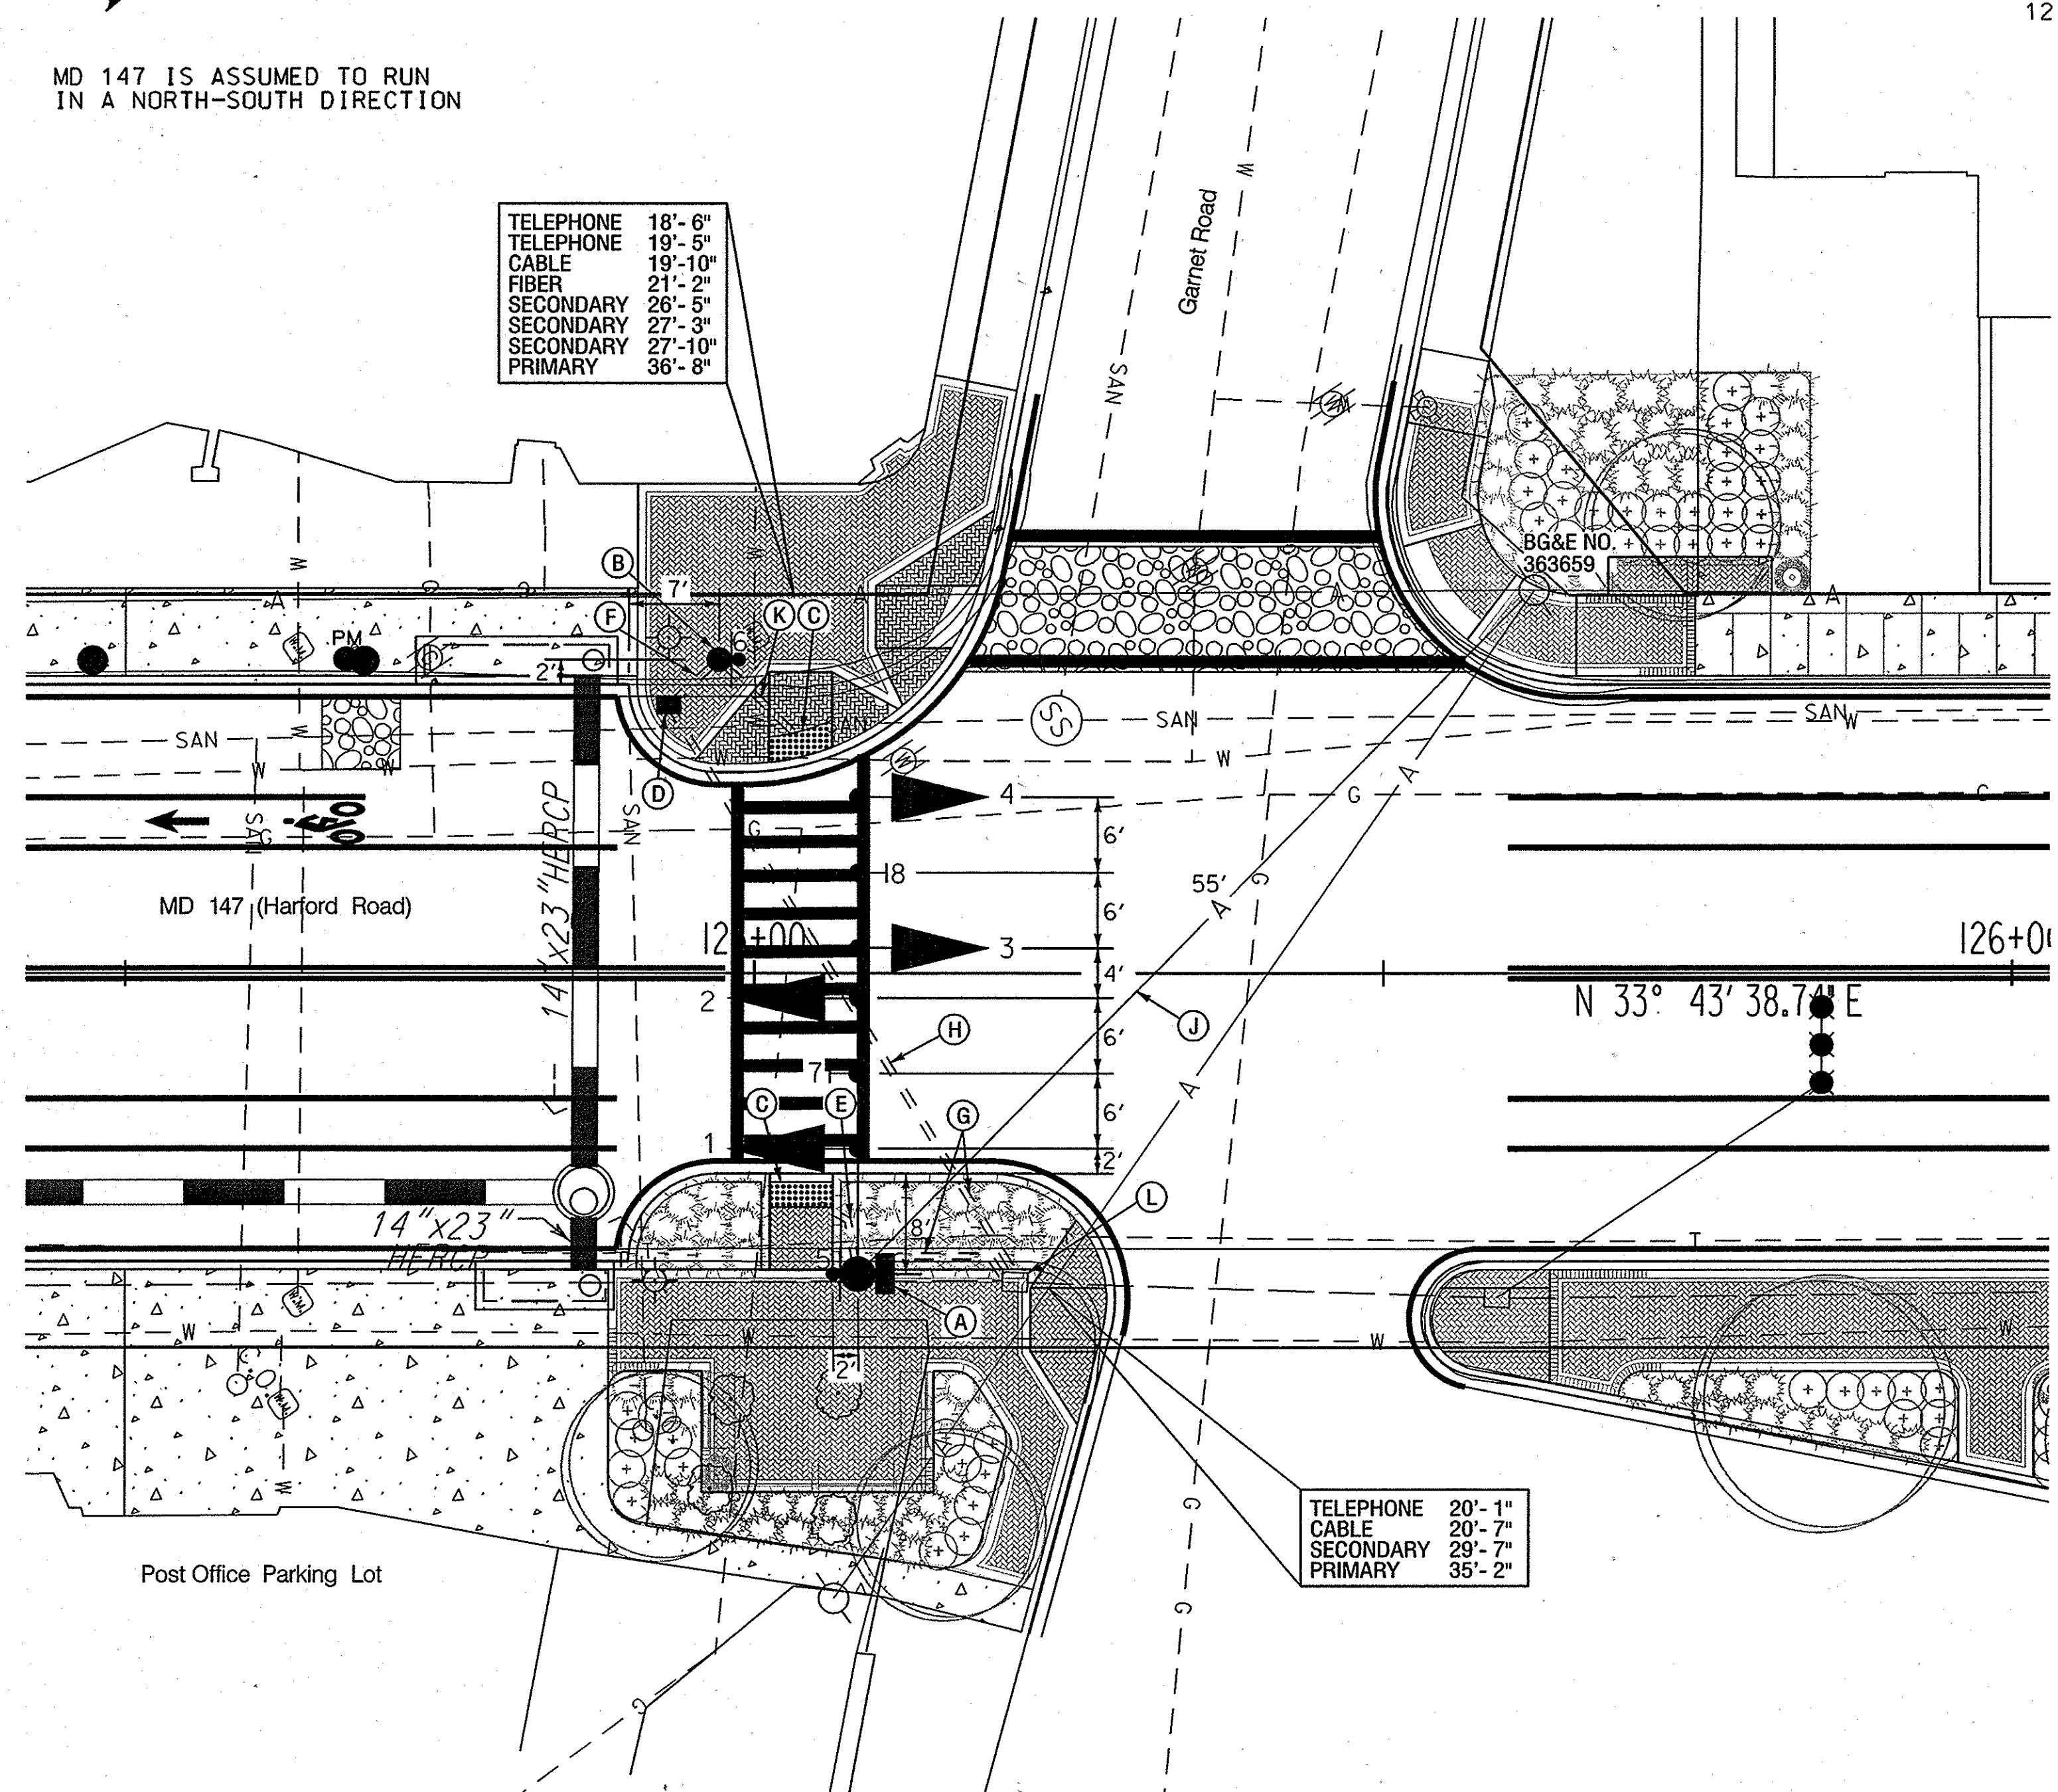 12
MD 147 IS ASSUMED TO RUN
IN A NORTH-SOUTH DIRECTION
TELEPHONE 18'- 6"
TELEPHONE 19'- 5"
CABLE 19'-10"
FIBER 21'- 2"
SECONDARY 26'- 5"
SECONDARY 27'- 3"
SECONDARY 27'-10"
PRIMARY 36'- 8"
W
Garnet Road
SAN
BG&E NO.
363659
W
W
G
G
B
7'
A
A
A
A
F
K
C
6
PM
2'
SS
SAN
SAN
W
SAN
W
W
W
W
D
4
G
G
A
SAN
SAN
G
6'
14"x23"HERCP
18
55'
G
A
MD 147 (Harford Road)
6'
12 +00
3
126+00
4'
2
N 33° 43' 38.74" E
J
H
6'
7
C
E
G
A
6'
1
2'
L
14"x23"
HERCP
8'
T
5
A
W
W
W
W
2'
W
G
TELEPHONE 20'- 1"
CABLE 20'- 7"
SECONDARY 29'- 7"
PRIMARY 35'- 2"
Post Office Parking Lot
G
G